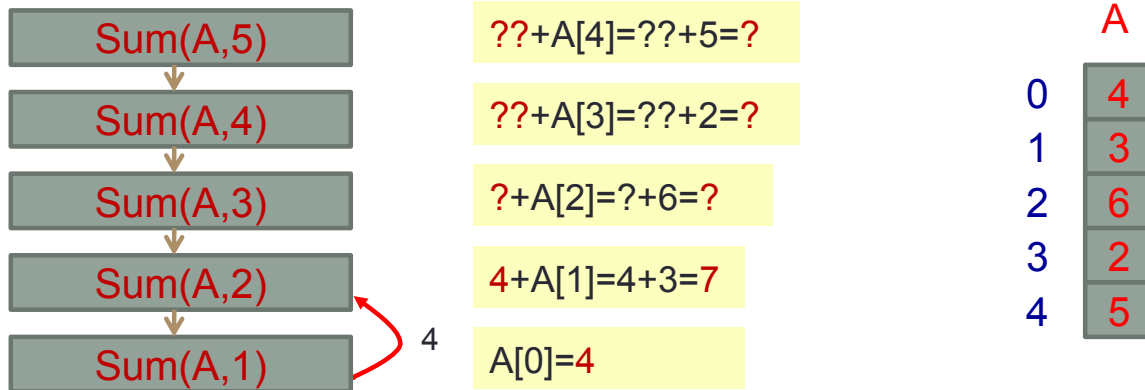 Sum(A,5)
??+A[4]=??+5=?
Sum(A,4)
??+A[3]=??+2=?
Sum(A,3)
?+A[2]=?+6=?
Sum(A,2)
4+A[1]=4+3=7
Sum(A,1)
4
A[0]=4
A
0 4
1 3
2 6
3 2
4 5